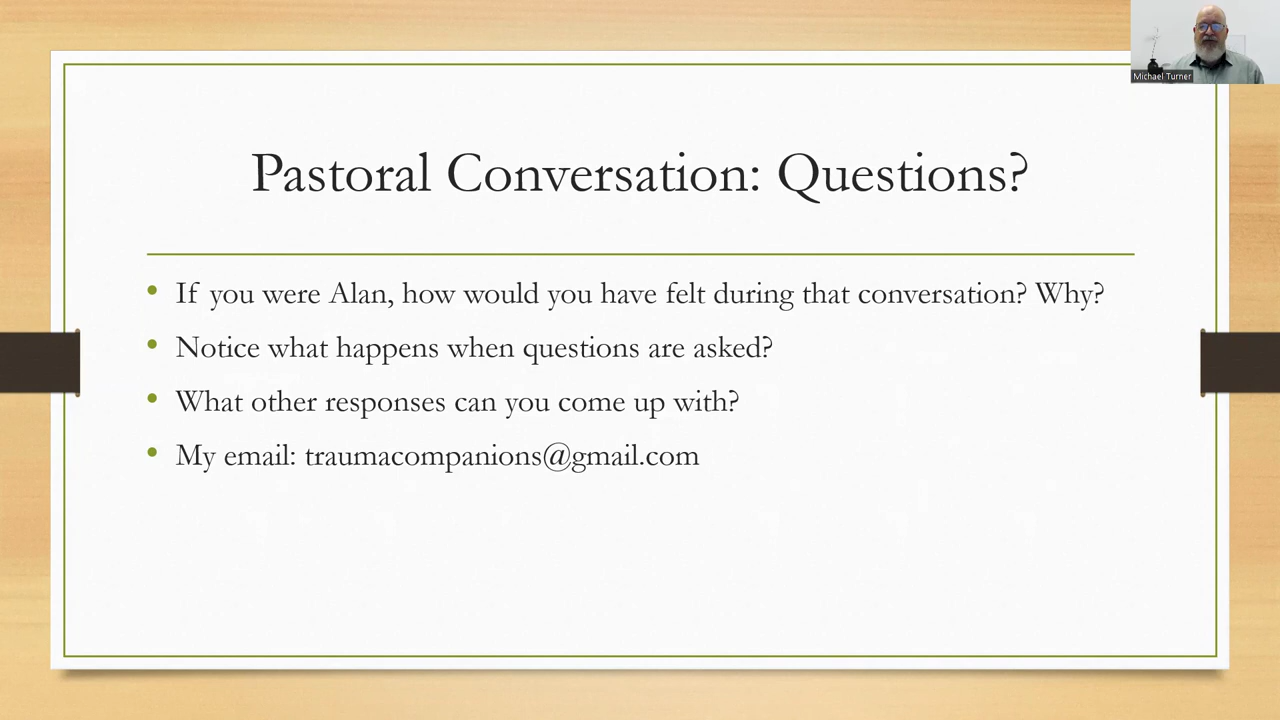 Michael Turner
Pastoral Conversation: Questions?
• If you were Alan, how would you have felt during that conversation? Why?
• Notice what happens when questions are asked?
• What other responses can you come up with?
• My email: traumacompanions@gmail.com